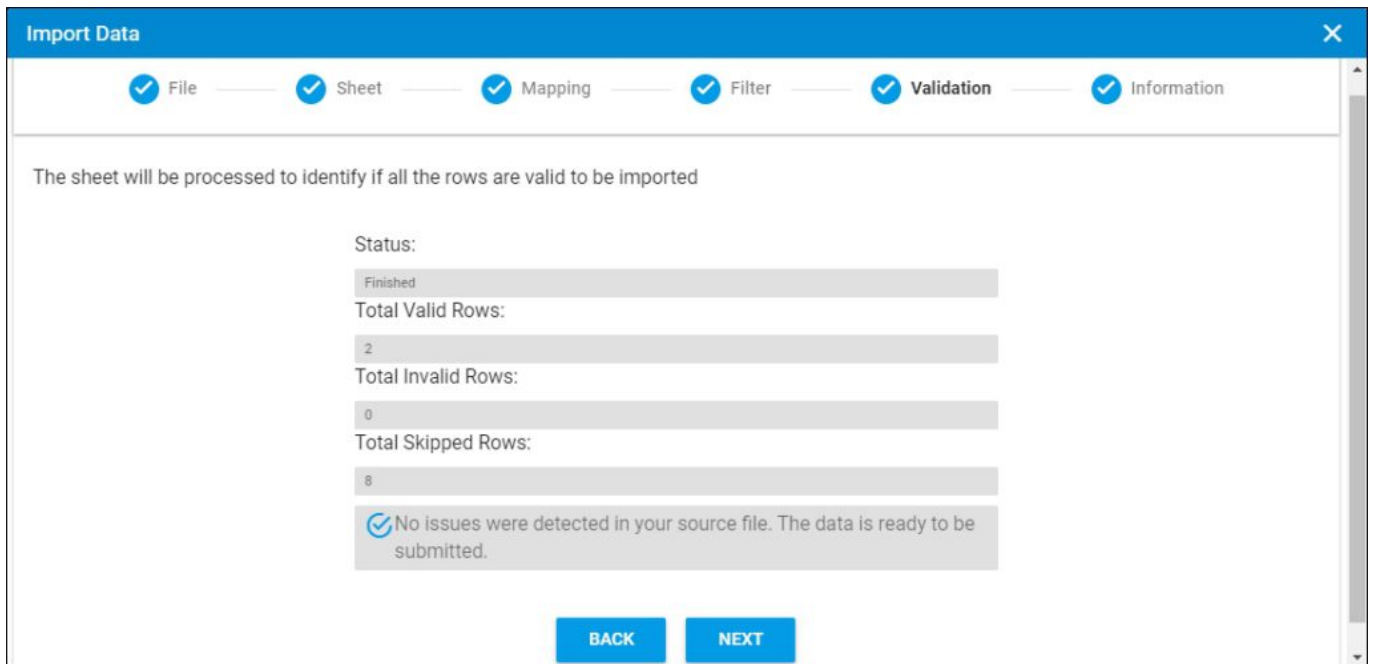 Import Data
File Sheet Mapping Filter Validation Information
The sheet will be processed to identify if all the rows are valid to be imported
Status:
Finished
Total Valid Rows:
2
Total Invalid Rows:
0
Total Skipped Rows:
8
No issues were detected in your source file. The data is ready to be
submitted.
BACK NEXT